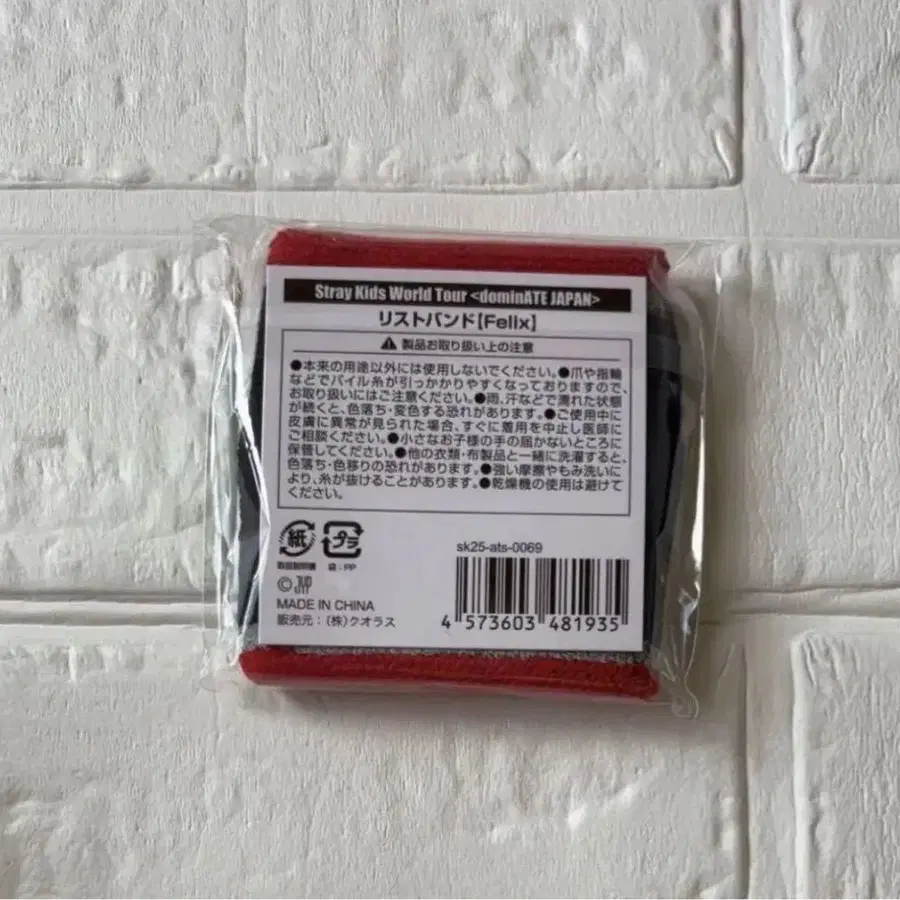 Stray Kids World Tour <dominATE JAPAN>
リストバンド【Felix】
⚠ 製品お取り扱い上の注意
●本来の用途以外には使用しないでください。●爪や指輪
などでパイル糸が引っかかりやすくなっておりますので、
お取り扱いにはご注意ください。●雨、汗などで濡れた状態
が続くと、色落ち・変色する恐れがあります。●ご使用中に
皮膚に異常が見られた場合、すぐに着用を中止し医師に
ご相談ください。●小さなお子様の手の届かないところに
保管してください。●他の衣類・布製品と一緒に洗濯すると、
色落ち・色移りの恐れがあります。●強い摩擦やもみ洗いに
より、糸が抜けることがあります。●乾燥機の使用は避けて
ください。
紙 プラ
取扱説明書 袋:PP
sk25-ats-0069
© JYP
MADE IN CHINA
販売元:(株)クオラス
4 573603 481935